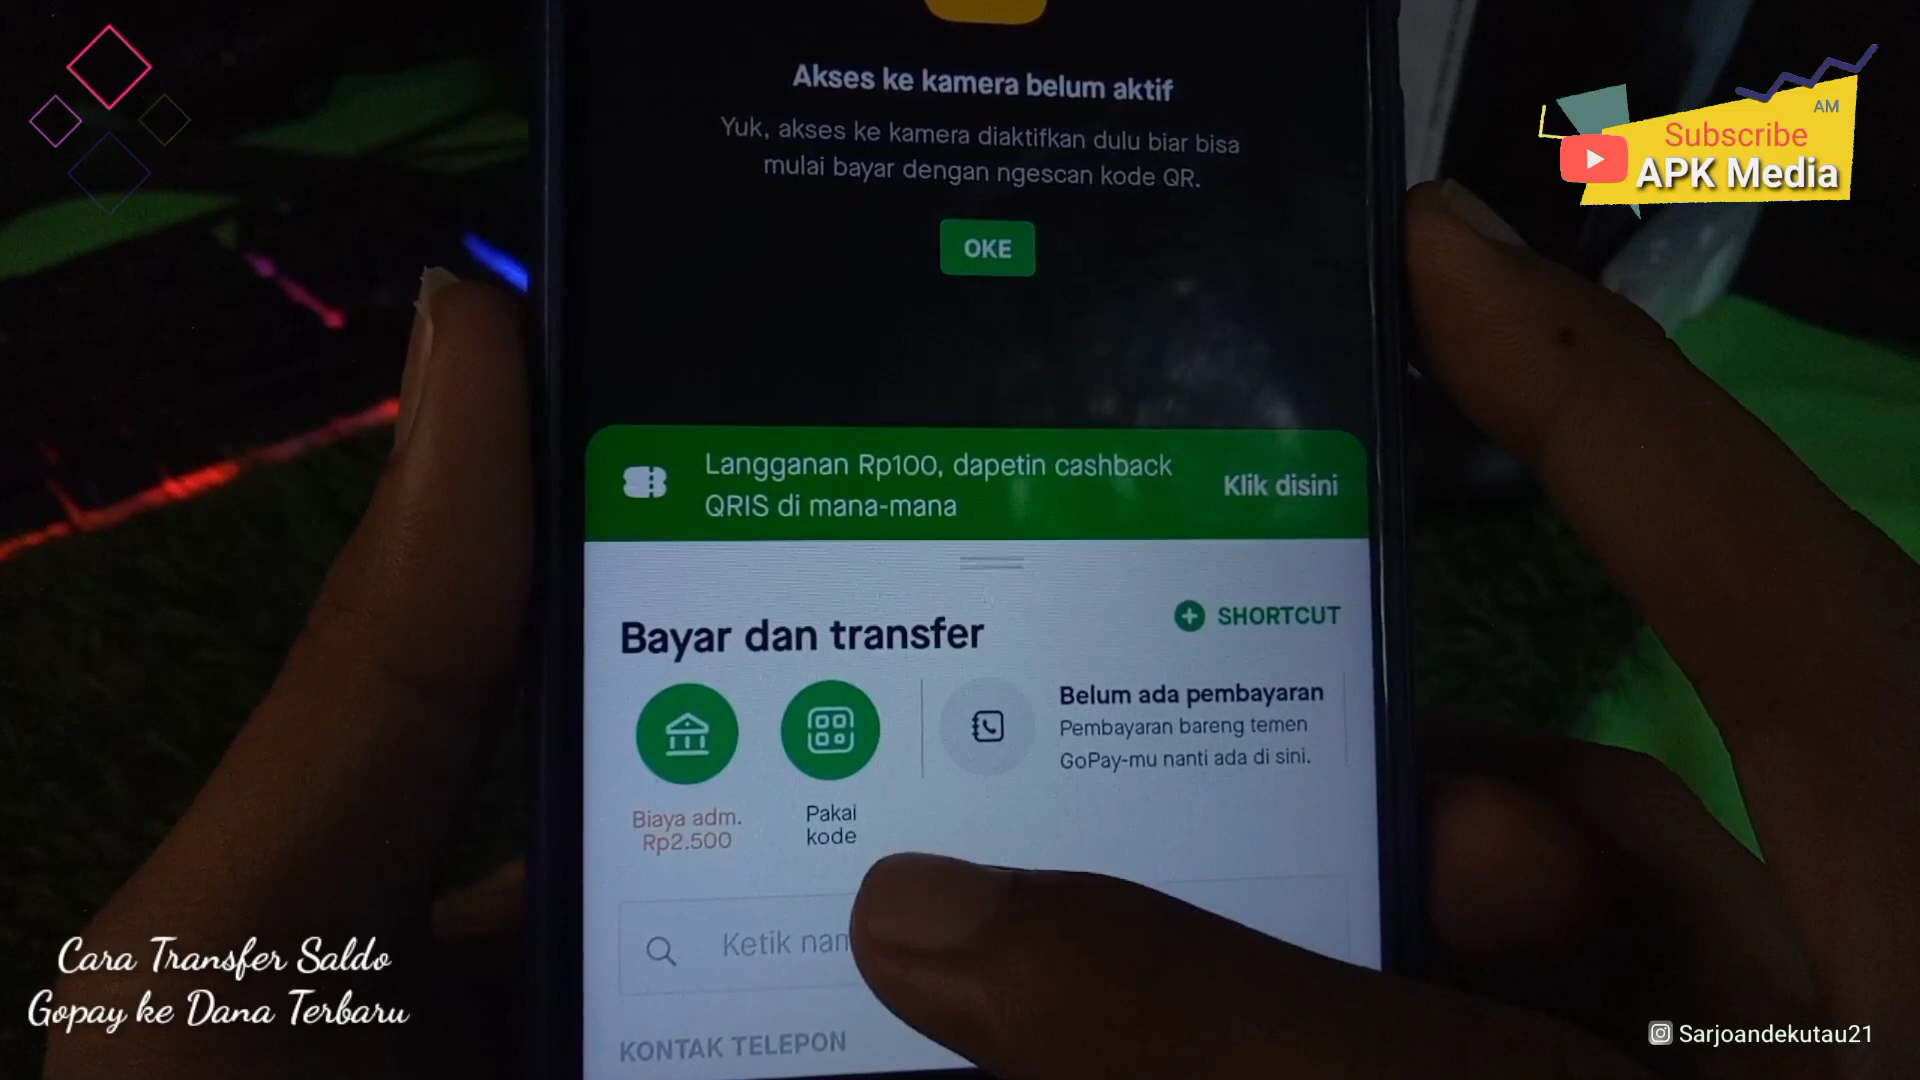 Akses ke kamera belum aktif
Yuk, akses ke kamera diaktifkan dulu biar bisa
mulai bayar dengan ngescan kode QR.
OKE
AM
Subscribe
APK Media
Langganan Rp100, dapetin cashback
QRIS di mana-mana
Klik disini
Bayar dan transfer
SHORTCUT
Biaya adm.
Rp2.500
Pakai
kode
Belum ada pembayaran
Pembayaran bareng temen
GoPay-mu nanti ada di sini.
Ketik
KONTAK TELEPON
Cara Transfer Saldo
Gopay ke Dana Terbaru
Sarjoandekutau21